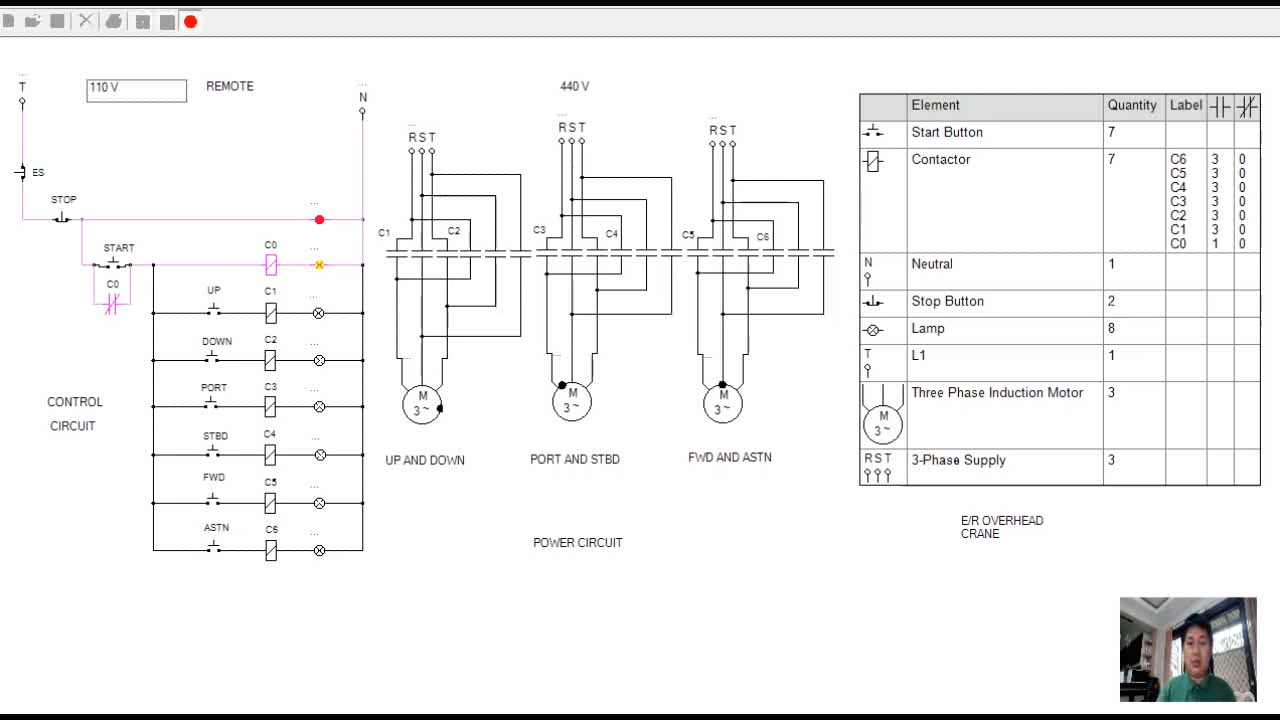 T
110 V
REMOTE
N
440 V
R S T
R S T
R S T
ES
STOP
START
C0
C0
UP
C1
DOWN
C2
PORT
C3
STBD
C4
FWD
C5
ASTN
C6
CONTROL
CIRCUIT
C1
C2
C3
C4
C5
C6
M
3 ~
M
3 ~
M
3 ~
UP AND DOWN
PORT AND STBD
FWD AND ASTN
POWER CIRCUIT
Element Quantity Label
Start Button 7
Contactor 7 C6 3 0
C5 3 0
C4 3 0
C3 3 0
C2 3 0
C1 3 0
C0 1 0
N Neutral 1
Stop Button 2
Lamp 8
T L1 1
M 3 ~ Three Phase Induction Motor 3
R S T 3-Phase Supply 3
E/R OVERHEAD
CRANE